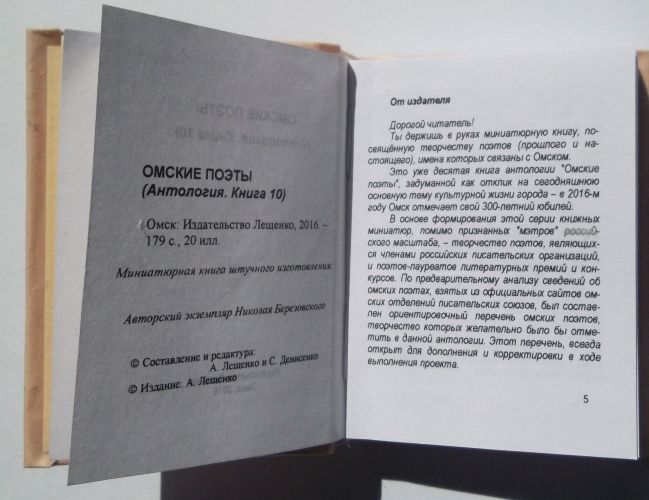 ОМСКИЕ ПОЭТЫ
(Антология. Книга 10)
Омск: Издательство Лещенко, 2016. –
179 с., 20 илл.
Миниатюрная книга штучного изготовления.
Авторский экземпляр Николая Березовского
© Составление и редактура:
А. Лещенко и С. Денисенко
© Издание: А. Лещенко
От издателя
Дорогой читатель!
Ты держишь в руках миниатюрную книгу, по-
свящённую творчеству поэтов (прошлого и на-
стоящего), имена которых связаны с Омском.
Это уже десятая книга антологии "Омские
поэты", задуманной как отклик на сегодняшнюю
основную тему культурной жизни города – в 2016-м
году Омск отмечает свой 300-летний юбилей.
В основе формирования этой серии книжных
миниатюр, помимо признанных "мэтров" россий-
ского масштаба, – творчество поэтов, являющих-
ся членами российских писательских организаций,
и поэтов-лауреатов литературных премий и кон-
курсов. По предварительному анализу сведений об
омских поэтах, взятых из официальных сайтов ом-
ских отделений писательских союзов, был состав-
лен ориентировочный перечень омских поэтов,
творчество которых желательно было бы отме-
тить в данной антологии. Этот перечень, всегда
открыт для дополнения и корректировки в ходе
выполнения проекта.
5